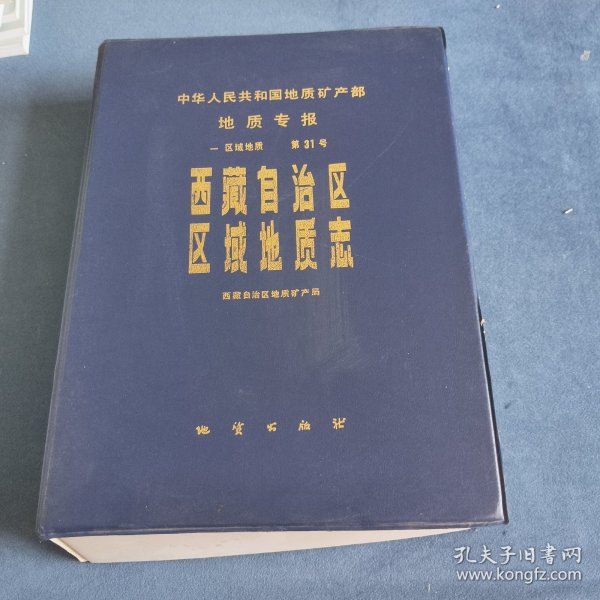 中华人民共和国地质矿产部
地质专报
一 区域地质 第31号
西藏自治区
区域地质志
西藏自治区地质矿产局
地质出版社
孔夫子旧书网
www.kongfz.com